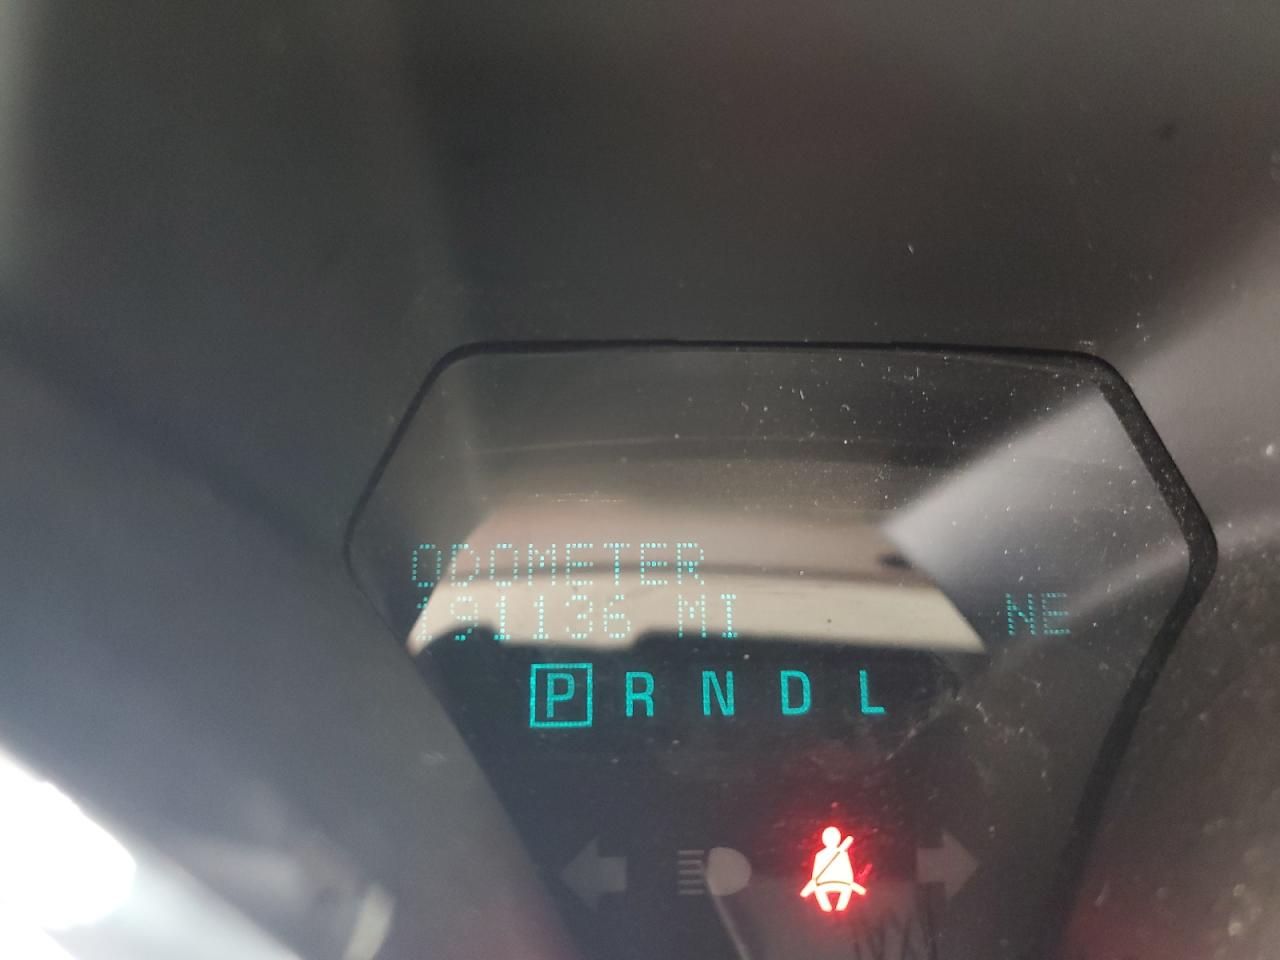 ODOMETER
191136 MI NE
P R N D L